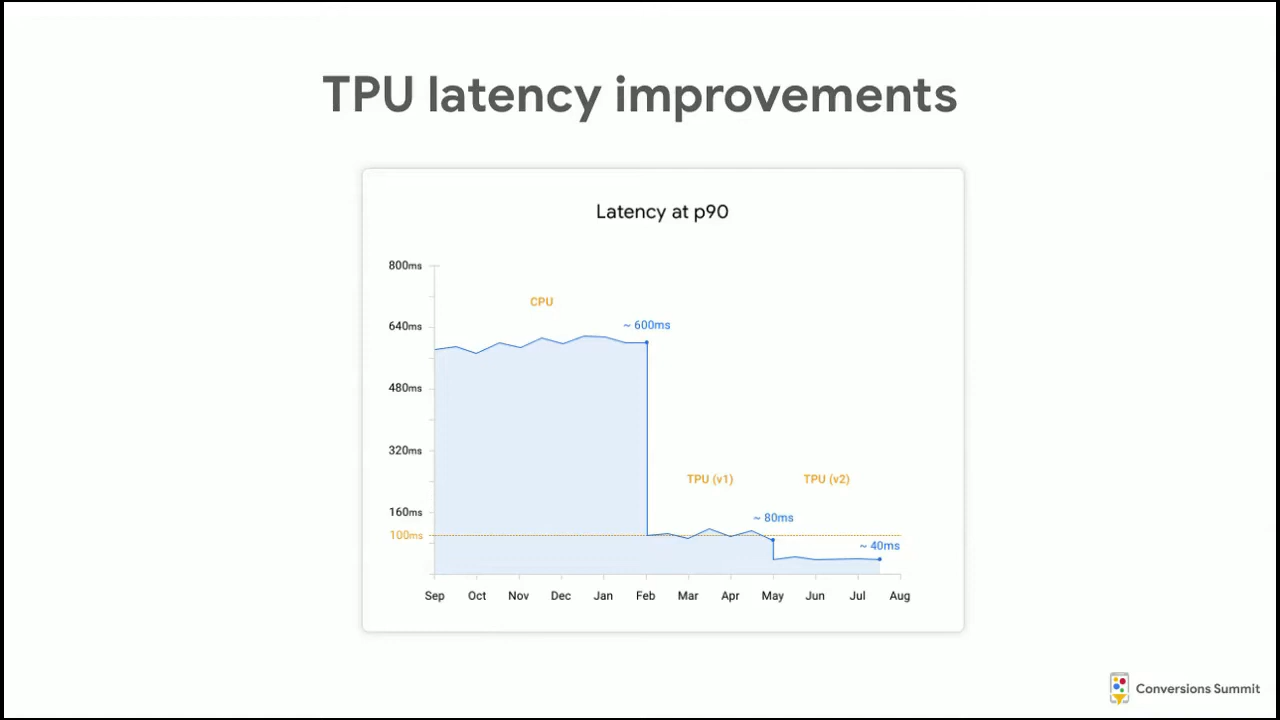 TPU latency improvements
Latency at p90
800ms
CPU
~ 600ms
640ms
480ms
320ms
TPU (v1)
TPU (v2)
160ms
~ 80ms
100ms
~ 40ms
Sep Oct Nov Dec Jan Feb Mar Apr May Jun Jul Aug
Conversions Summit